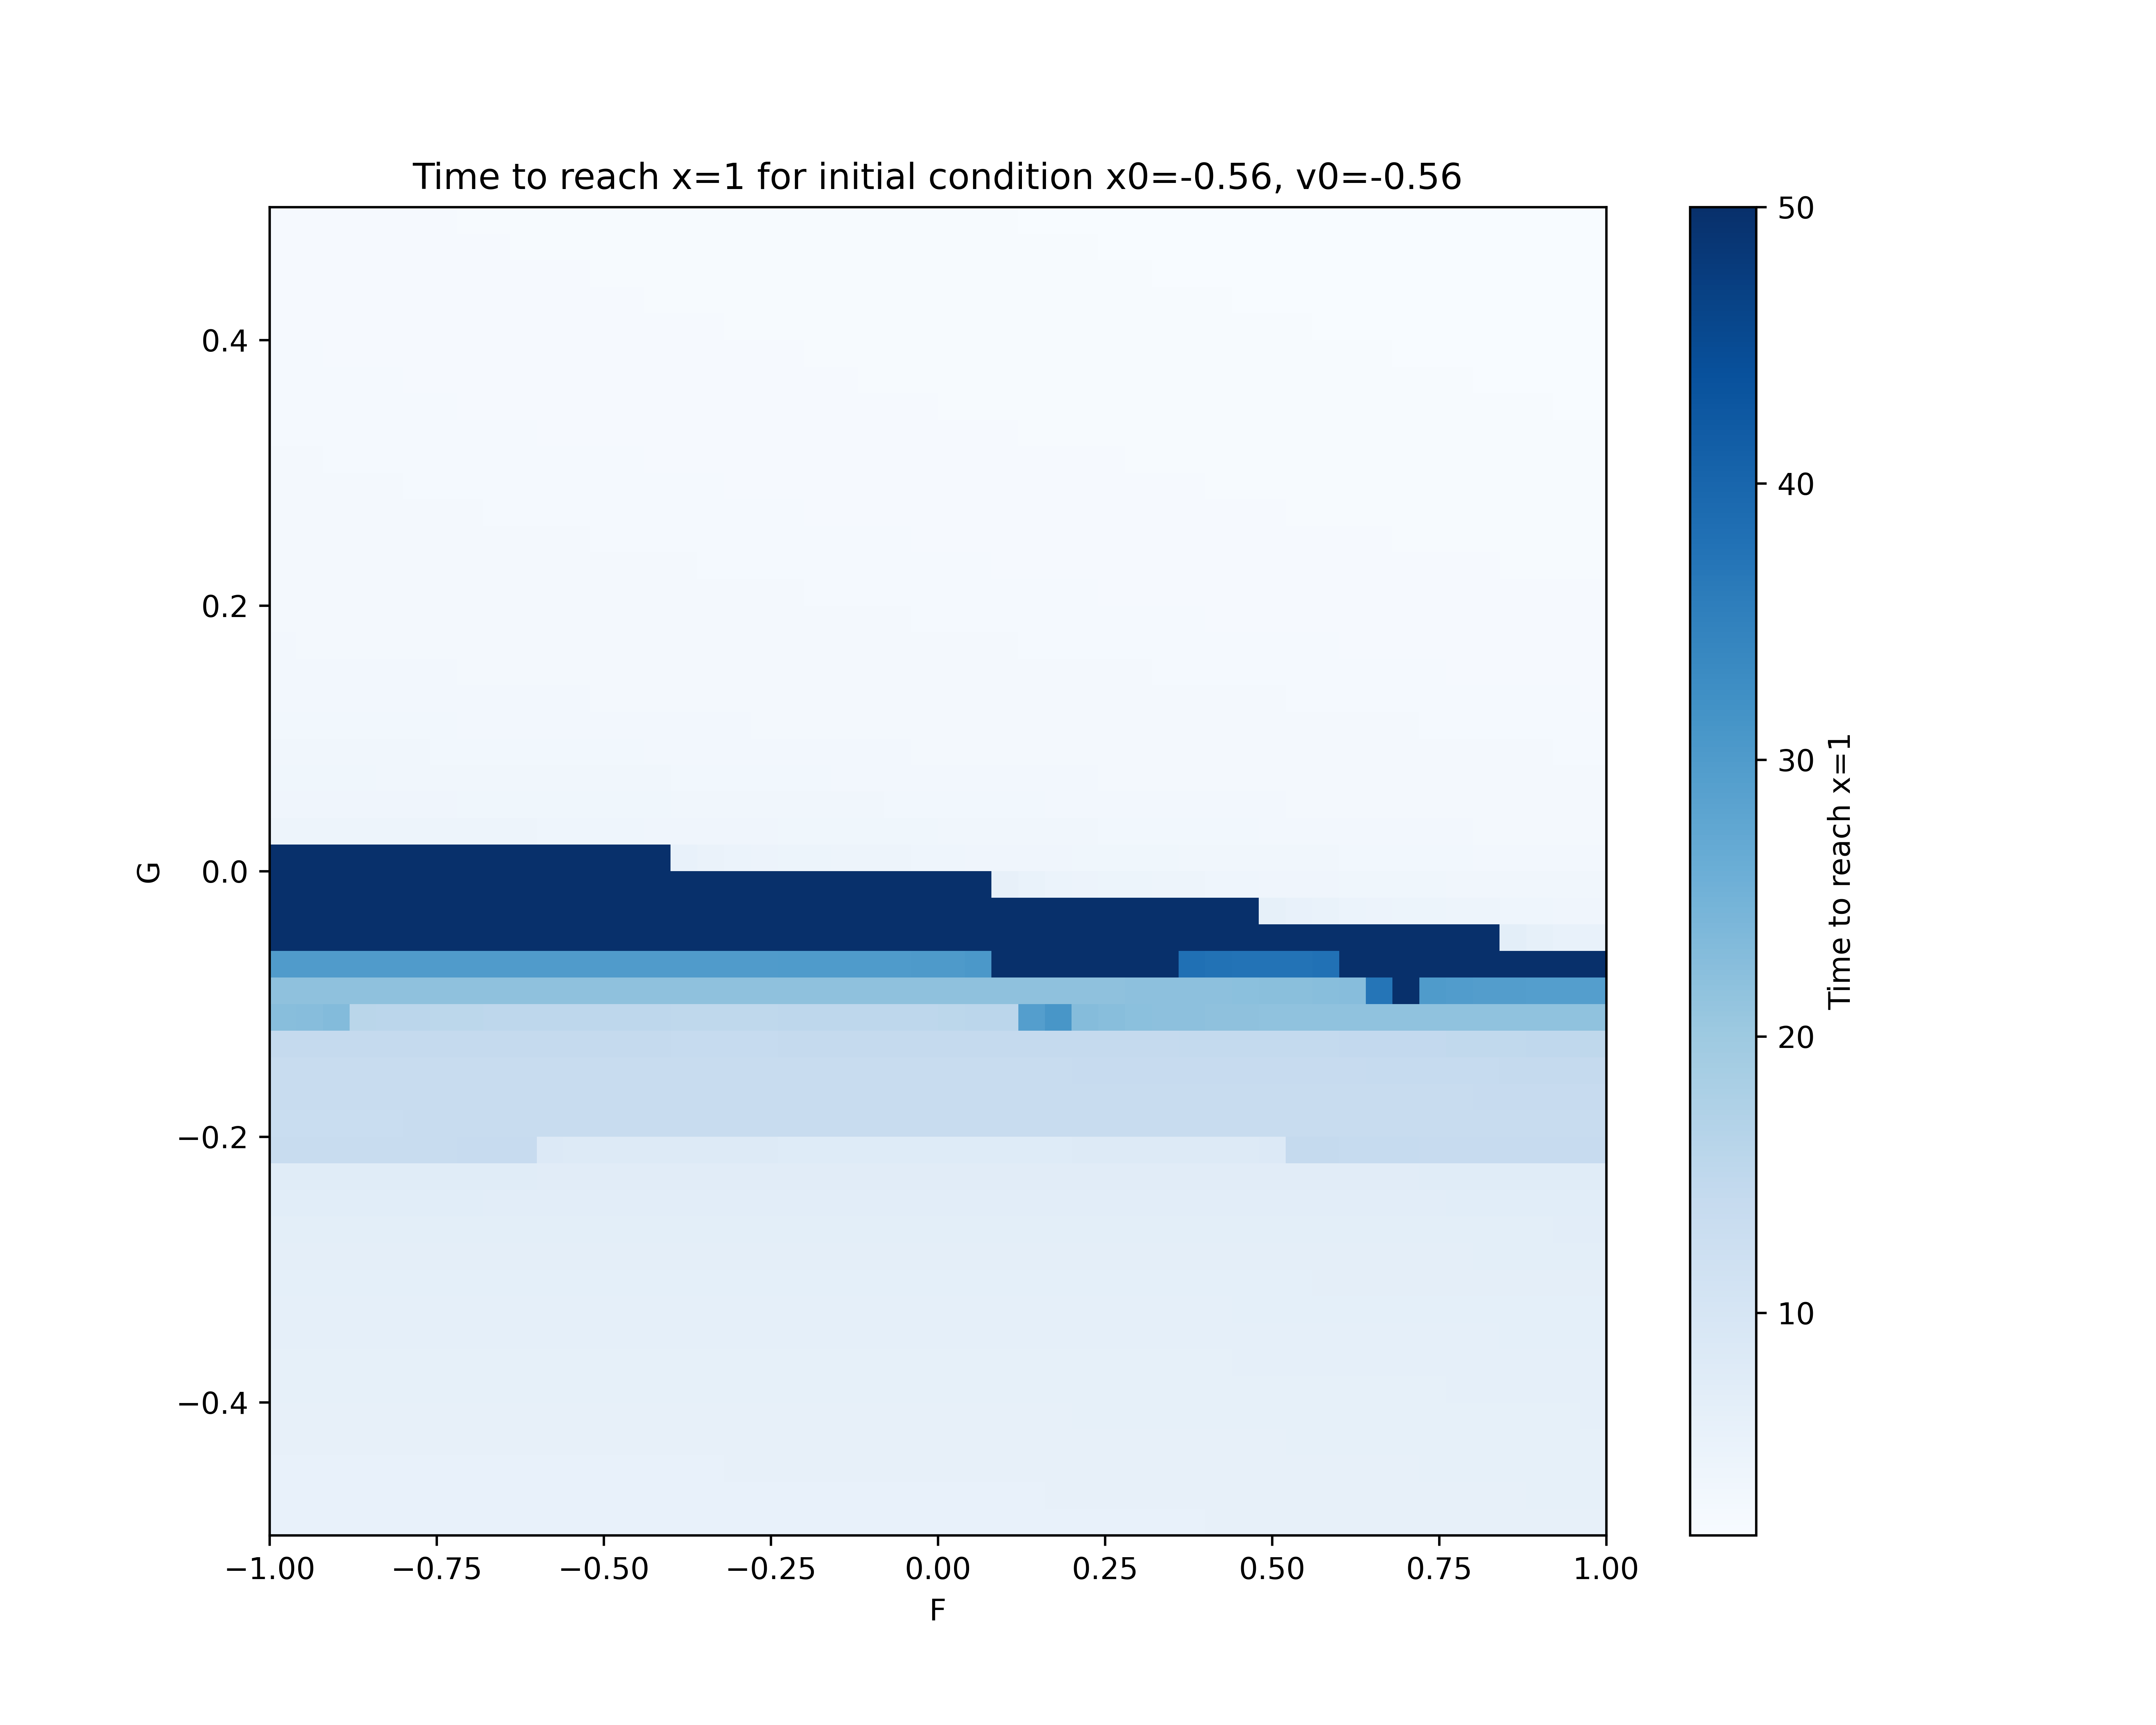 Time to reach x=1 for initial condition x0=-0.56, v0=-0.56
G
0.4
0.2
0.0
−0.2
−0.4
−1.00 −0.75 −0.50 −0.25 0.00 0.25 0.50 0.75 1.00
F
50
40
30
20
10
Time to reach x=1